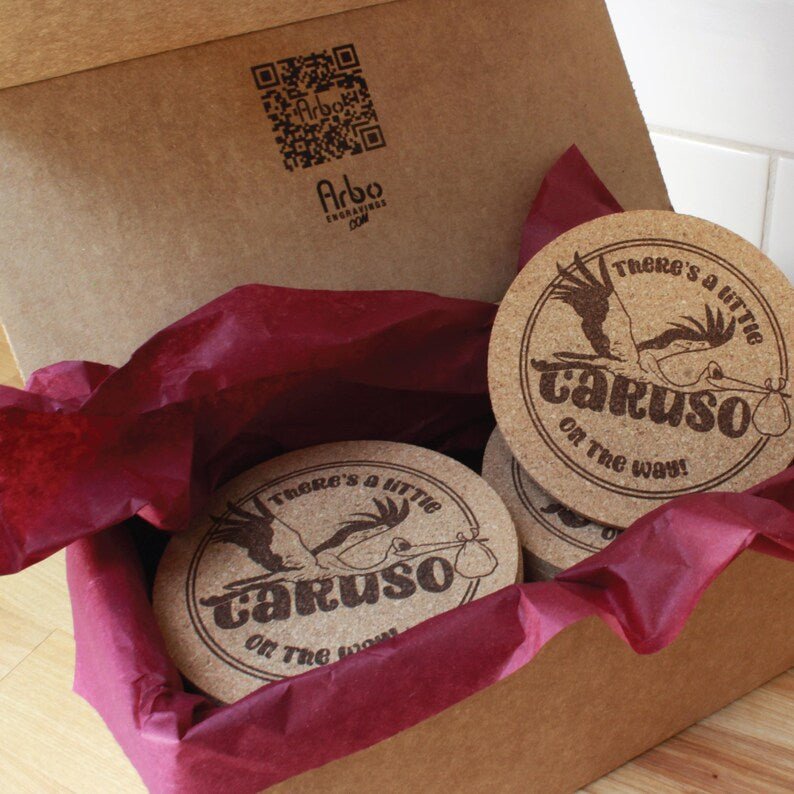 Arbo
Arbo
ENGRAVINGS
.COM
There's a little
CARUSO
on the way!
There's a little
CARUSO
on the way!